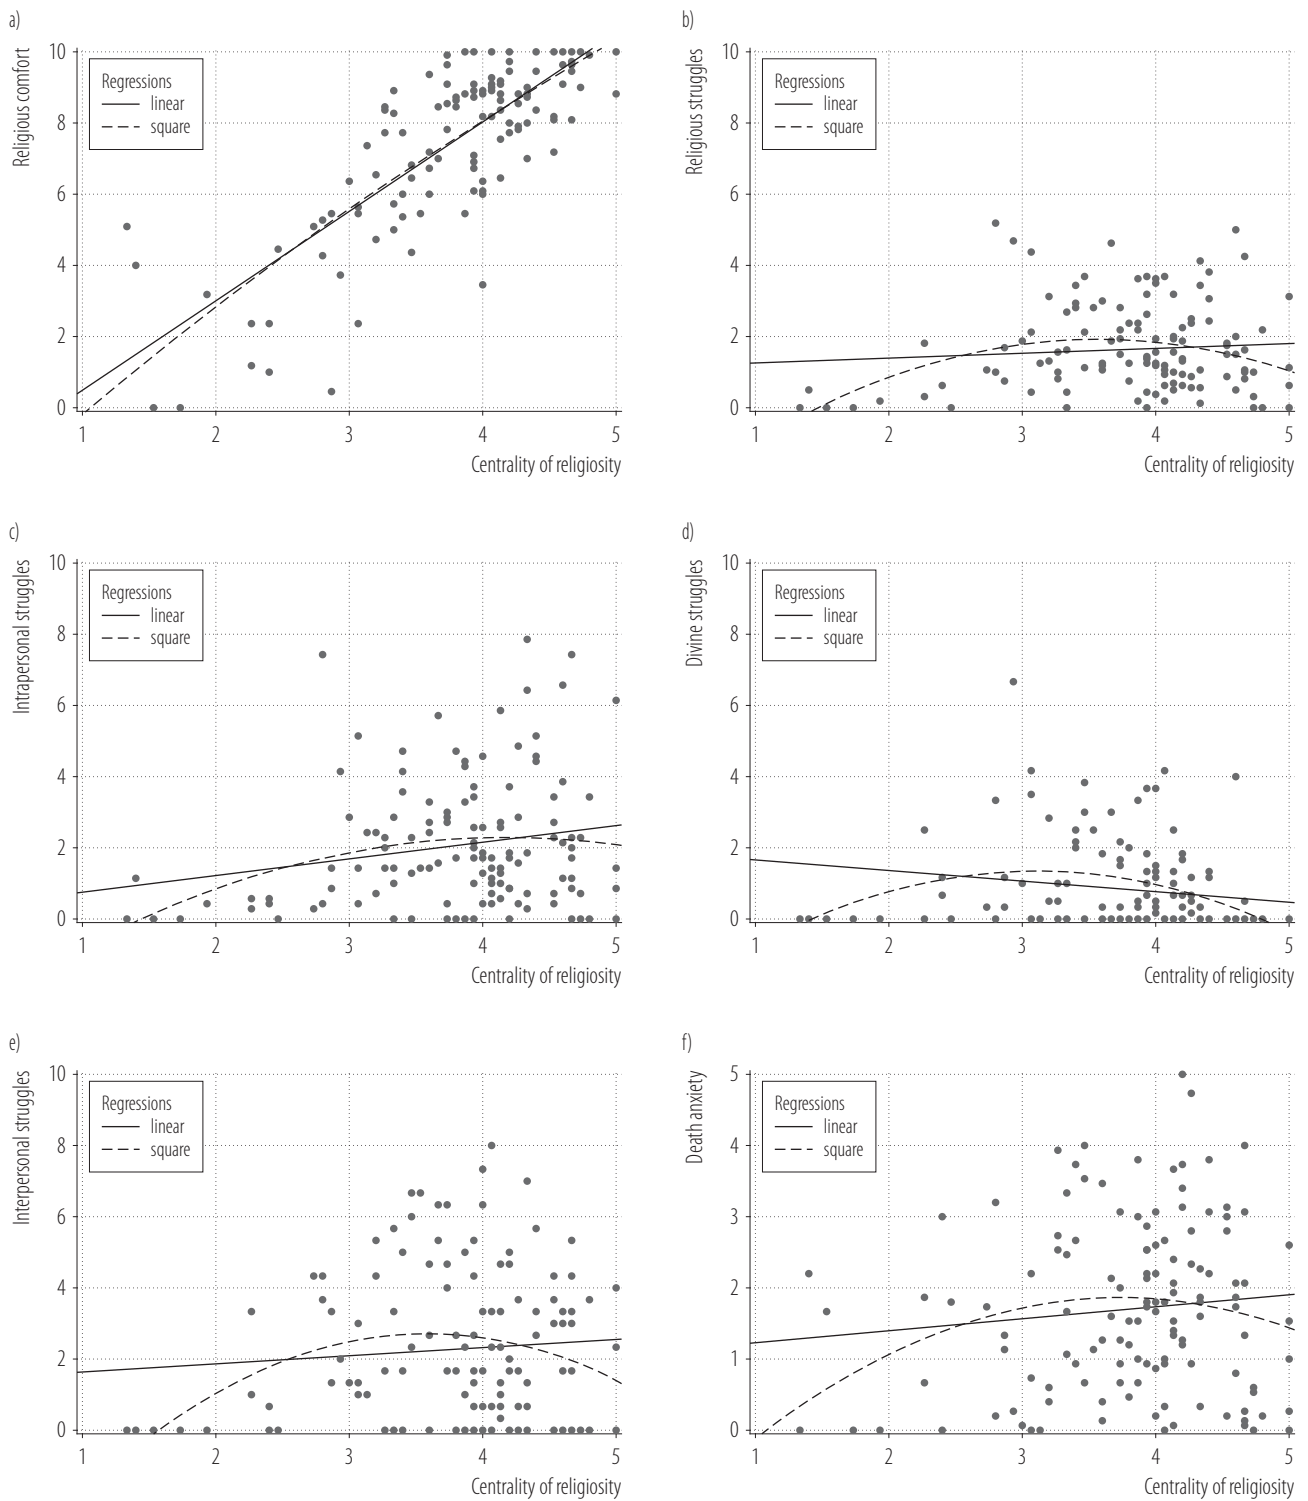 a)
Religious comfort
Regressions
linear
square
10
8
6
4
2
0
1 2 3 4 5
Centrality of religiosity
b)
Religious struggles
Regressions
linear
square
10
8
6
4
2
0
1 2 3 4 5
Centrality of religiosity
c)
Intrapersonal struggles
Regressions
linear
square
10
8
6
4
2
0
1 2 3 4 5
Centrality of religiosity
d)
Divine struggles
Regressions
linear
square
10
8
6
4
2
0
1 2 3 4 5
Centrality of religiosity
e)
Interpersonal struggles
Regressions
linear
square
10
8
6
4
2
0
1 2 3 4 5
Centrality of religiosity
f)
Death anxiety
Regressions
linear
square
5
4
3
2
1
0
1 2 3 4 5
Centrality of religiosity